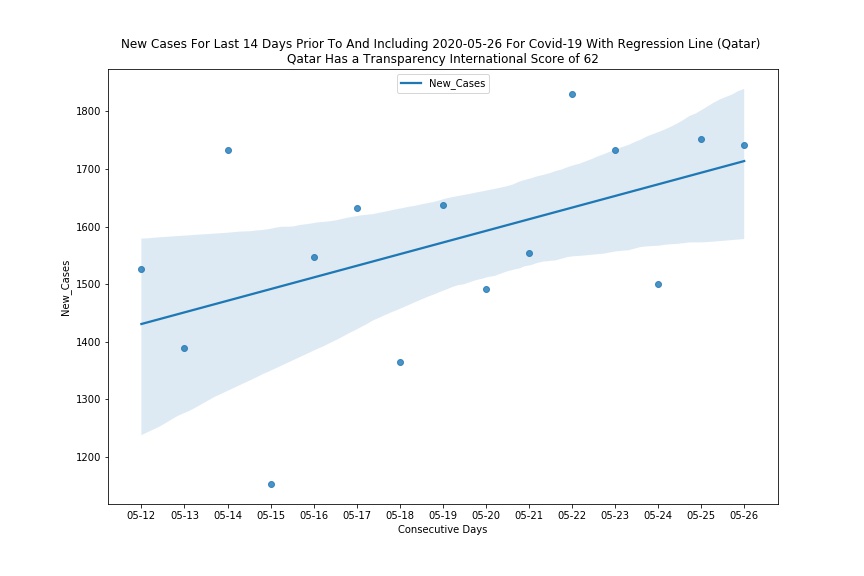 New Cases For Last 14 Days Prior To And Including 2020-05-26 For Covid-19 With Regression Line (Qatar)
Qatar Has a Transparency International Score of 62
New_Cases
1800
1700
1600
1500
1400
1300
1200
New_Cases
05-12 05-13 05-14 05-15 05-16 05-17 05-18 05-19 05-20 05-21 05-22 05-23 05-24 05-25 05-26
Consecutive Days